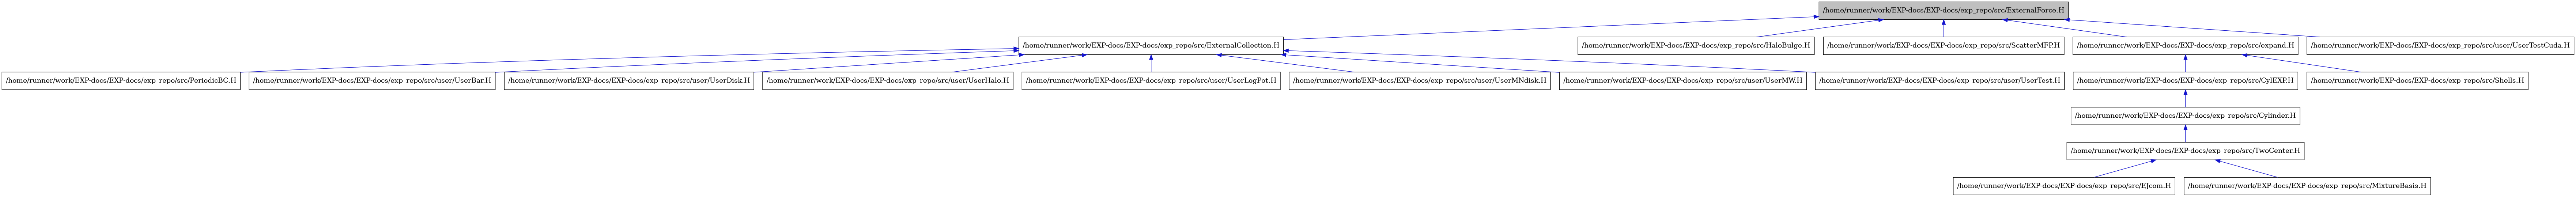 /home/runner/work/EXP-docs/EXP-docs/exp_repo/src/ExternalForce.H
/home/runner/work/EXP-docs/EXP-docs/exp_repo/src/ExternalCollection.H
/home/runner/work/EXP-docs/EXP-docs/exp_repo/src/HaloBulge.H
/home/runner/work/EXP-docs/EXP-docs/exp_repo/src/ScatterMFP.H
/home/runner/work/EXP-docs/EXP-docs/exp_repo/src/expand.H
/home/runner/work/EXP-docs/EXP-docs/exp_repo/src/user/UserTestCuda.H
/home/runner/work/EXP-docs/EXP-docs/exp_repo/src/PeriodicBC.H
/home/runner/work/EXP-docs/EXP-docs/exp_repo/src/user/UserBar.H
/home/runner/work/EXP-docs/EXP-docs/exp_repo/src/user/UserDisk.H
/home/runner/work/EXP-docs/EXP-docs/exp_repo/src/user/UserHalo.H
/home/runner/work/EXP-docs/EXP-docs/exp_repo/src/user/UserLogPot.H
/home/runner/work/EXP-docs/EXP-docs/exp_repo/src/user/UserMNdisk.H
/home/runner/work/EXP-docs/EXP-docs/exp_repo/src/user/UserMW.H
/home/runner/work/EXP-docs/EXP-docs/exp_repo/src/user/UserTest.H
/home/runner/work/EXP-docs/EXP-docs/exp_repo/src/CylEXP.H
/home/runner/work/EXP-docs/EXP-docs/exp_repo/src/Shells.H
/home/runner/work/EXP-docs/EXP-docs/exp_repo/src/Cylinder.H
/home/runner/work/EXP-docs/EXP-docs/exp_repo/src/TwoCenter.H
/home/runner/work/EXP-docs/EXP-docs/exp_repo/src/EJcom.H
/home/runner/work/EXP-docs/EXP-docs/exp_repo/src/MixtureBasis.H